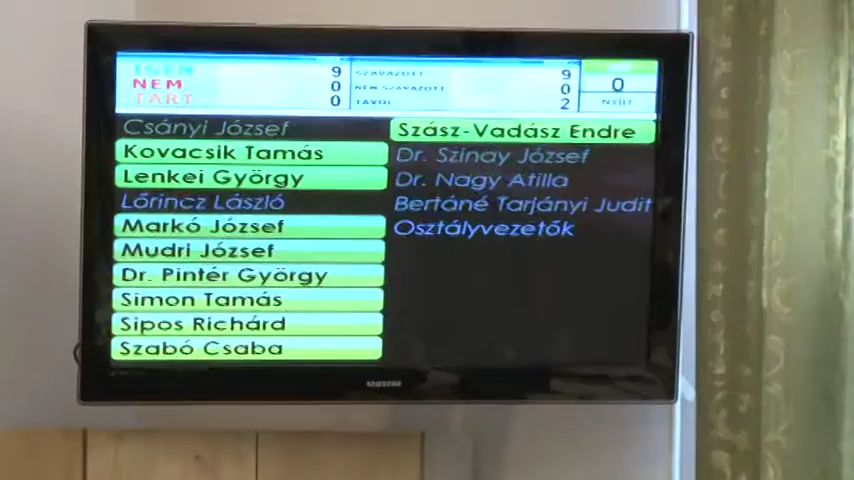 IGEN 9 SZAVAZOTT 9
NEM 0 NEM SZAVAZOTT 0 0
TART 0 TÁVOL 2 NYÍLT
Csányi József
Kovacsik Tamás
Lenkei György
Lőrincz László
Markó József
Mudri József
Dr. Pintér György
Simon Tamás
Sipos Richárd
Szabó Csaba
Szász-Vadász Endre
Dr. Szinay József
Dr. Nagy Atilla
Bertáné Tarjányi Judit
Osztályvezetők
SAMSUNG